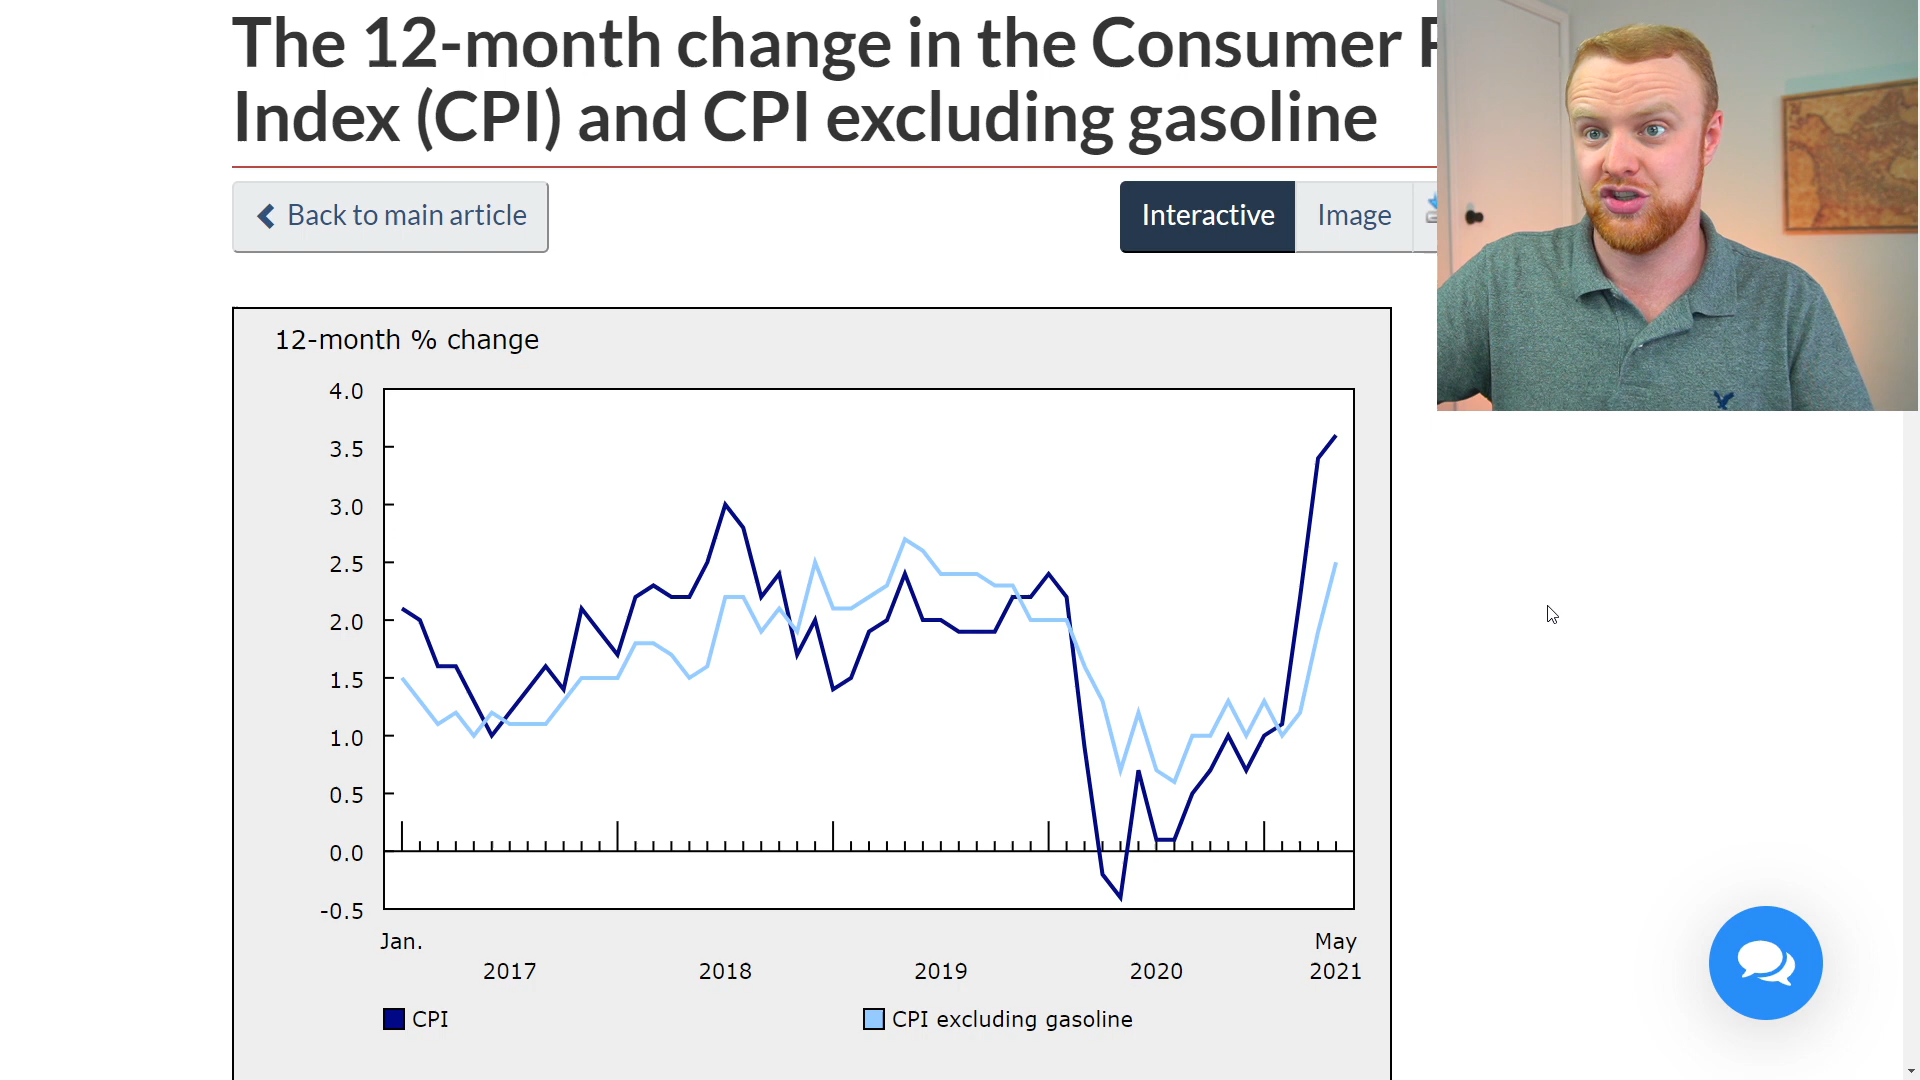 The 12-month change in the Consumer
Index (CPI) and CPI excluding gasoline
Back to main article
Interactive
Image
12-month % change
4.0
3.5
3.0
2.5
2.0
1.5
1.0
0.5
0.0
-0.5
Jan.
May
2017
2018
2019
2020
2021
CPI
CPI excluding gasoline